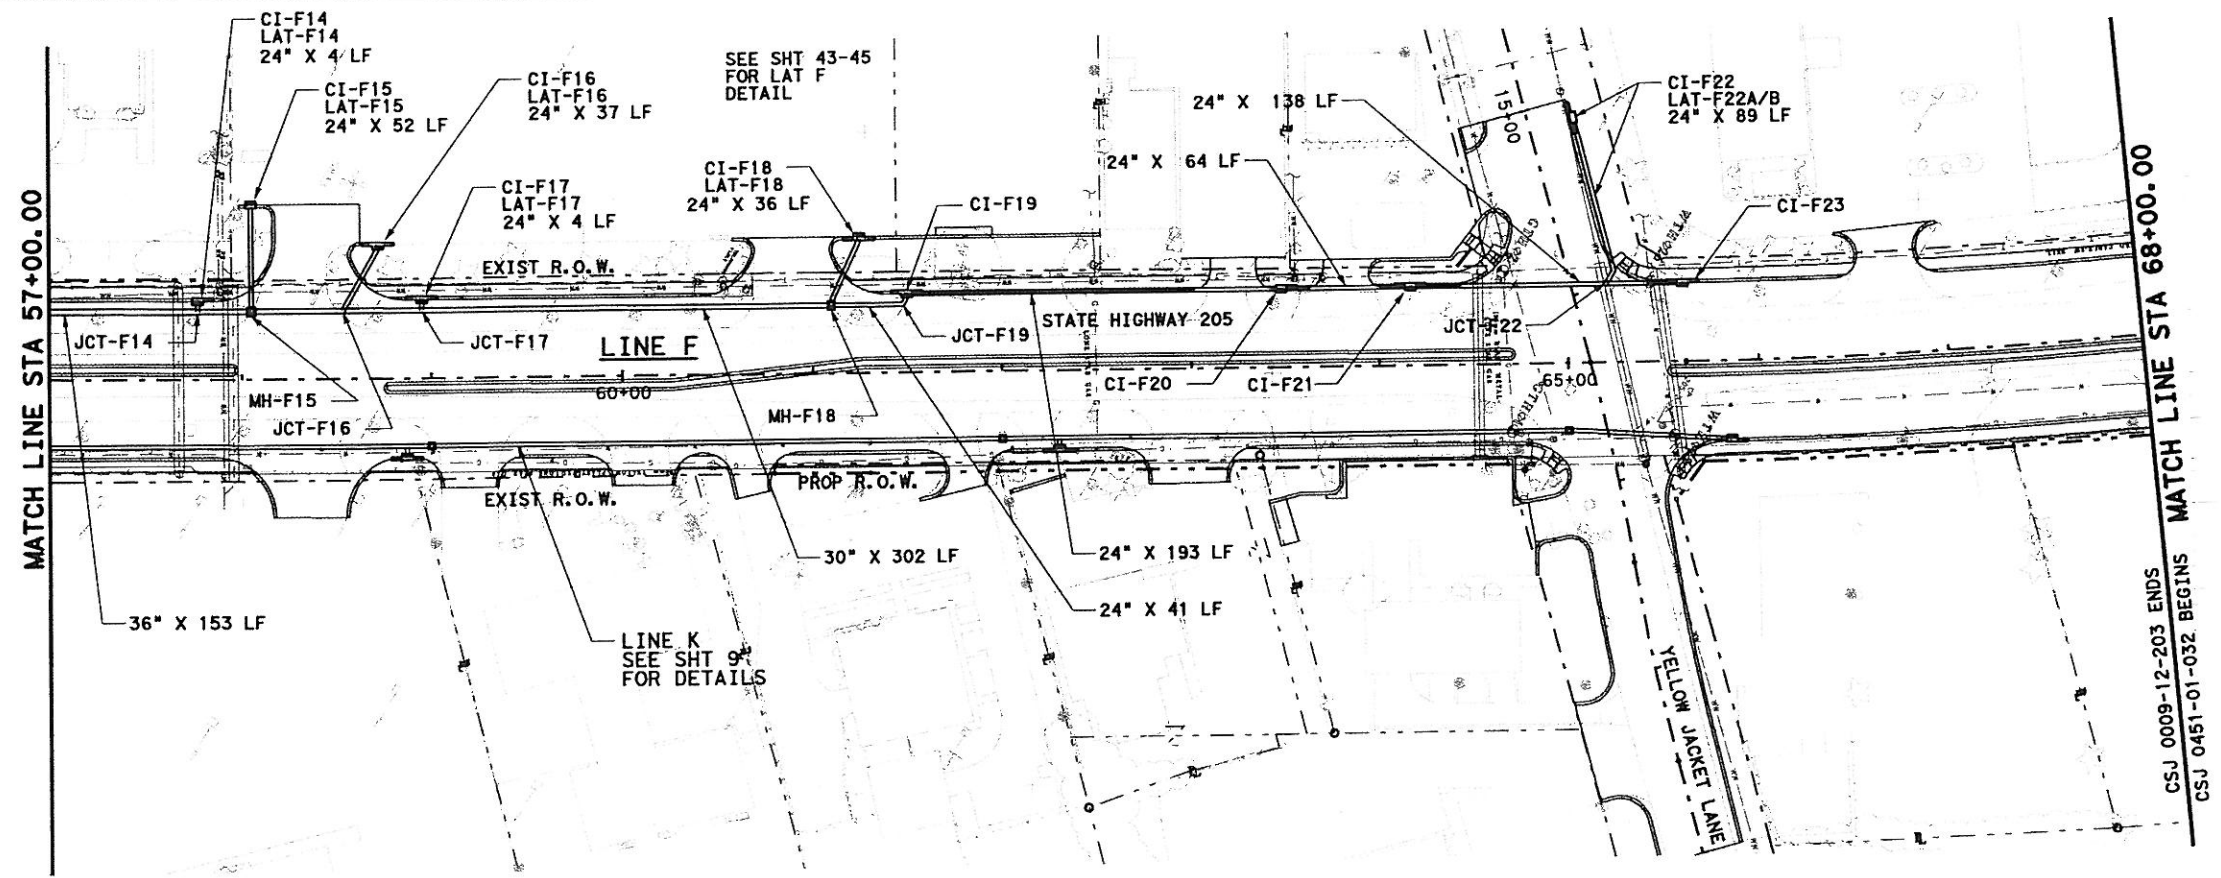 CI-F14
LAT-F14
24" X 4 LF
CI-F15
LAT-F15
24" X 52 LF
CI-F16
LAT-F16
24" X 37 LF
SEE SHT 43-45
FOR LAT F
DETAIL
24" X 138 LF
15+00
CI-F22
LAT-F22A/B
24" X 89 LF
CI-F17
LAT-F17
24" X 4 LF
CI-F18
LAT-F18
24" X 36 LF
CI-F19
24" X 64 LF
CI-F23
MATCH LINE STA 57+00.00
MATCH LINE STA 68+00.00
EXIST R.O.W.
JCT-F14
JCT-F17
LINE F
JCT-F19
STATE HIGHWAY 205
MH-F15
JCT-F16
60+00
MH-F18
CI-F20
CI-F21
65+00
EXIST R.O.W.
PROP R.O.W.
30" X 302 LF
24" X 193 LF
24" X 41 LF
36" X 153 LF
LINE K
SEE SHT 9
FOR DETAILS
YELLOW JACKET LANE
CSJ 0009-12-203 ENDS
CSJ 0451-01-032 BEGINS